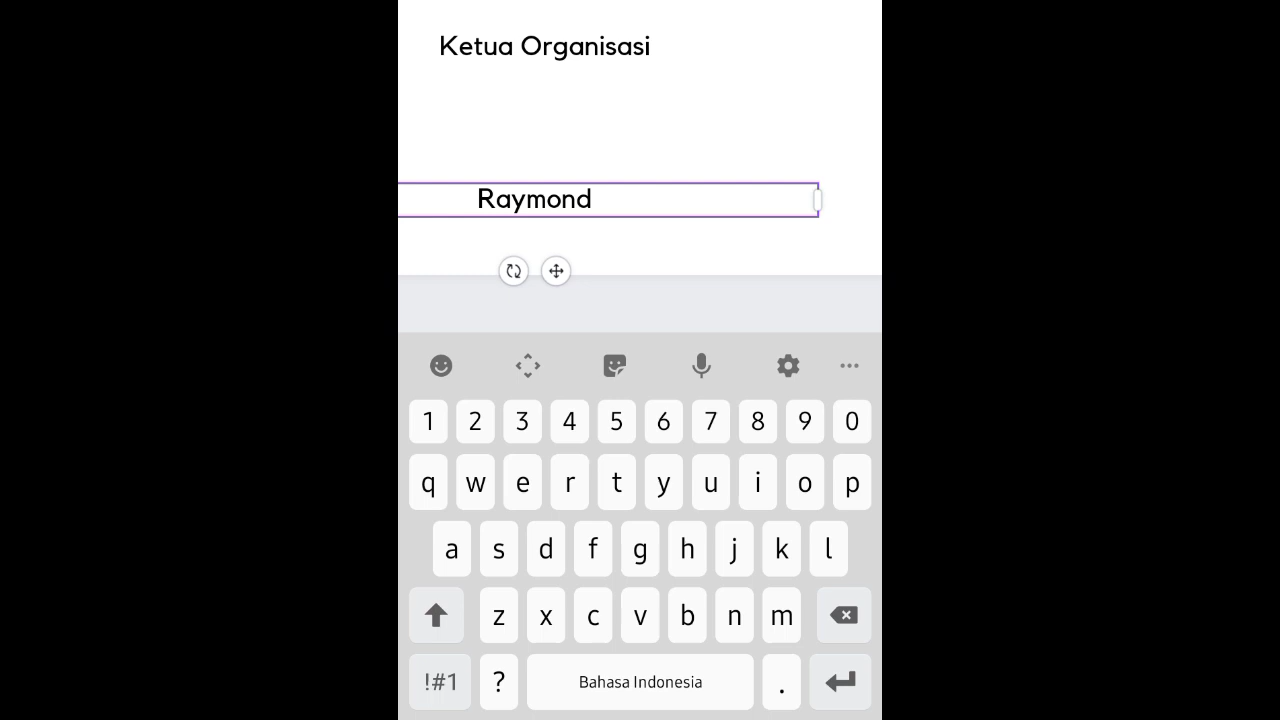 Ketua Organisasi
Raymond
1 2 3 4 5 6 7 8 9 0
q w e r t y u i o p
a s d f g h j k l
z x c v b n m
!#1 ? Bahasa Indonesia .